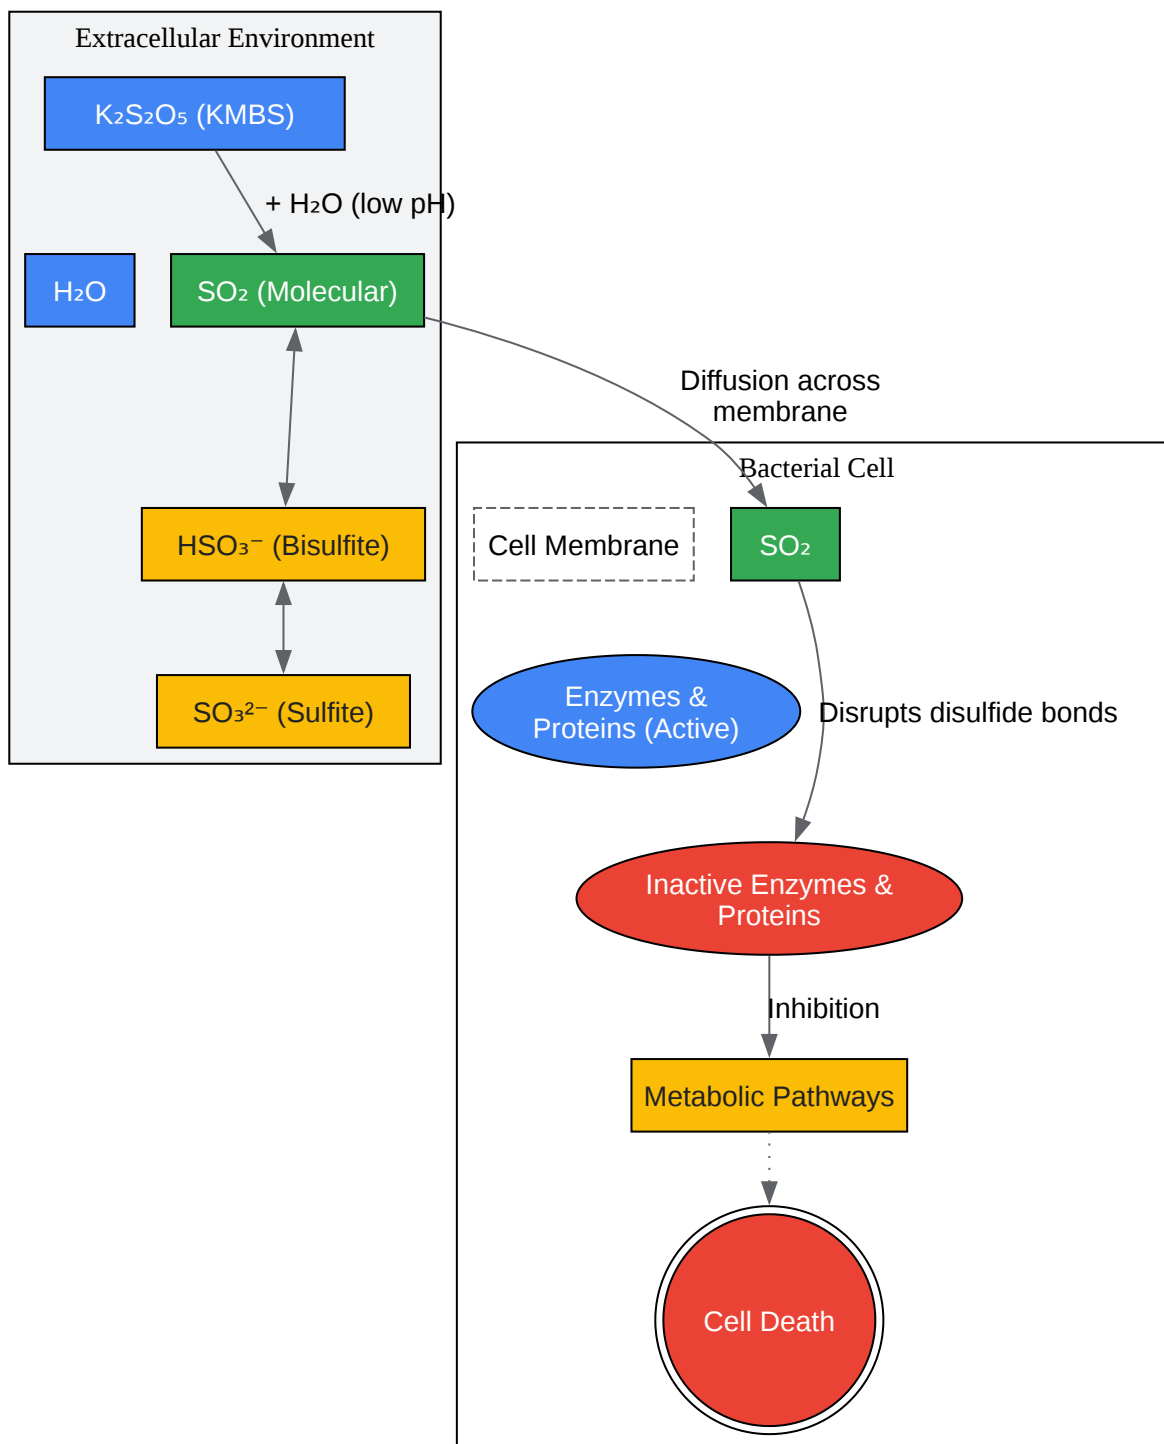 Extracellular Environment
K₂S₂O₅ (KMBS)
+ H₂O (low pH)
H₂O
SO₂ (Molecular)
Diffusion across
membrane
Bacterial Cell
HSO₃⁻ (Bisulfite)
Cell Membrane
SO₂
SO₃²⁻ (Sulfite)
Enzymes &
Proteins (Active)
Disrupts disulfide bonds
Inactive Enzymes &
Proteins
Inhibition
Metabolic Pathways
Cell Death